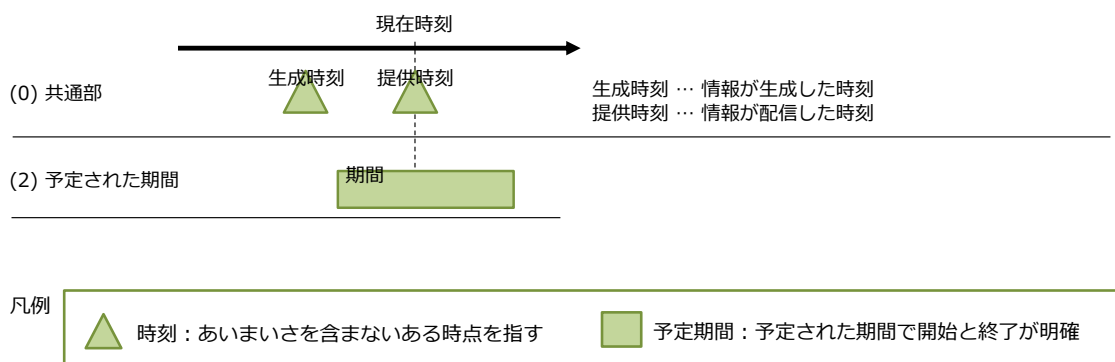 現在時刻
生成時刻 提供時刻
(0) 共通部
生成時刻 … 情報が生成した時刻
提供時刻 … 情報が配信した時刻
期間
(2) 予定された期間
凡例
時刻：あいまいさを含まないある時点を指す
予定期間：予定された期間で開始と終了が明確